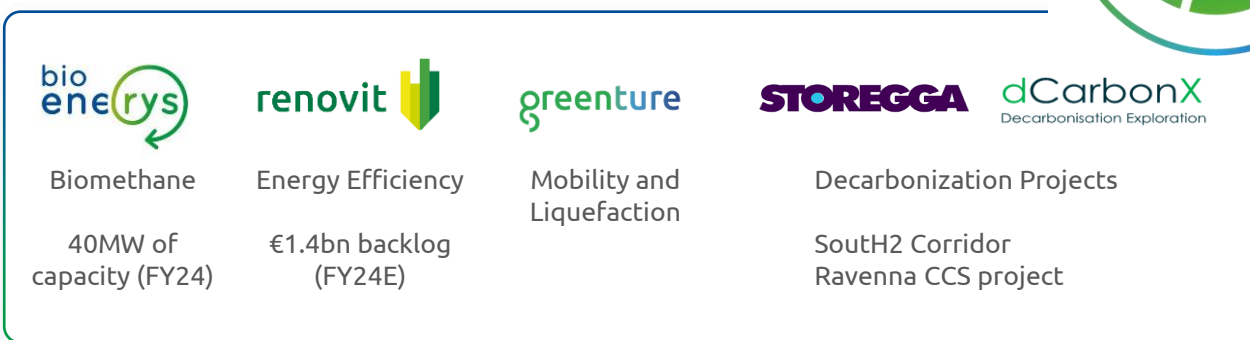 bio
enerys
renovit
greenture
STOREGGA
dCarbonX
Decarbonisation Exploration
Biomethane
40MW of
capacity (FY24)
Energy Efficiency
€1.4bn backlog
(FY24E)
Mobility and
Liquefaction
Decarbonization Projects
SoutH2 Corridor
Ravenna CCS project